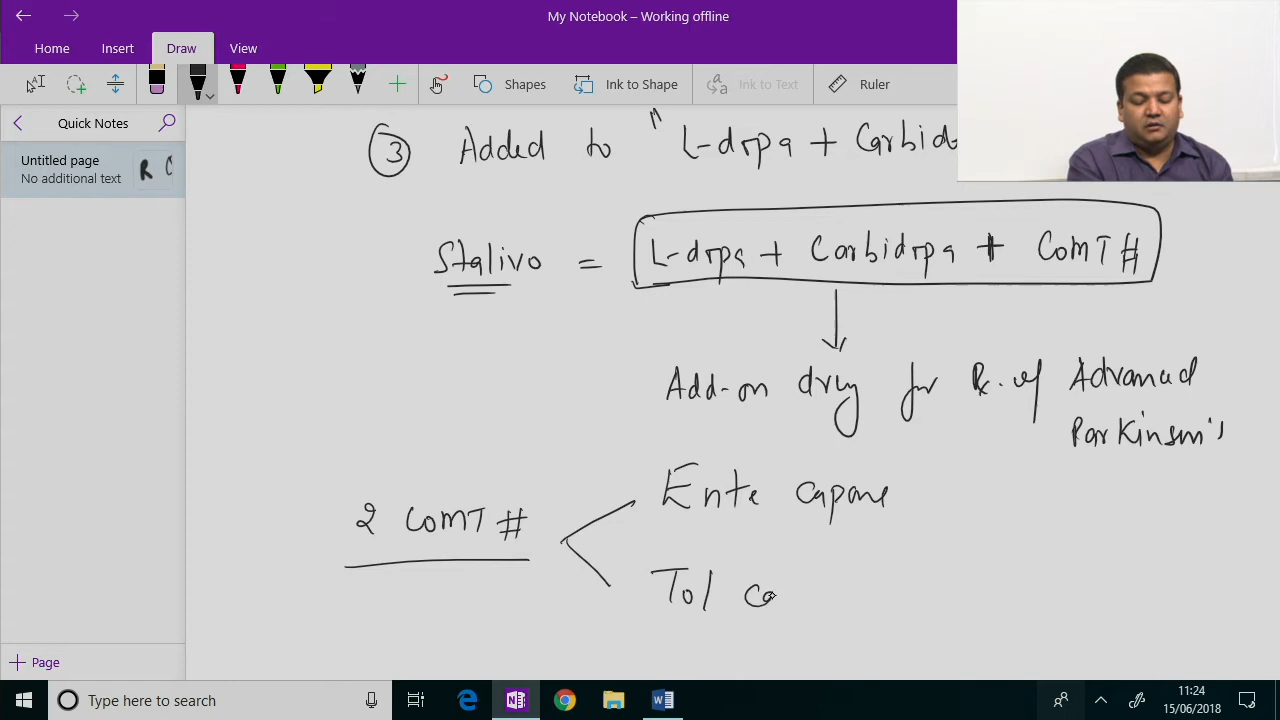 My Notebook – Working offline
Home Insert Draw View
Shapes Ink to Shape Ink to Text Ruler
Quick Notes
Untitled page
No additional text
R C
③ Added to " L-dopa + Carbid
Stalivo = L-dopa + Carbidopa + ComT #
Add-on drug for Rx. of Advanced
Parkinson's
2 ComT #
Ente capone
Tol ca
+ Page
Type here to search
11:24
15/06/2018